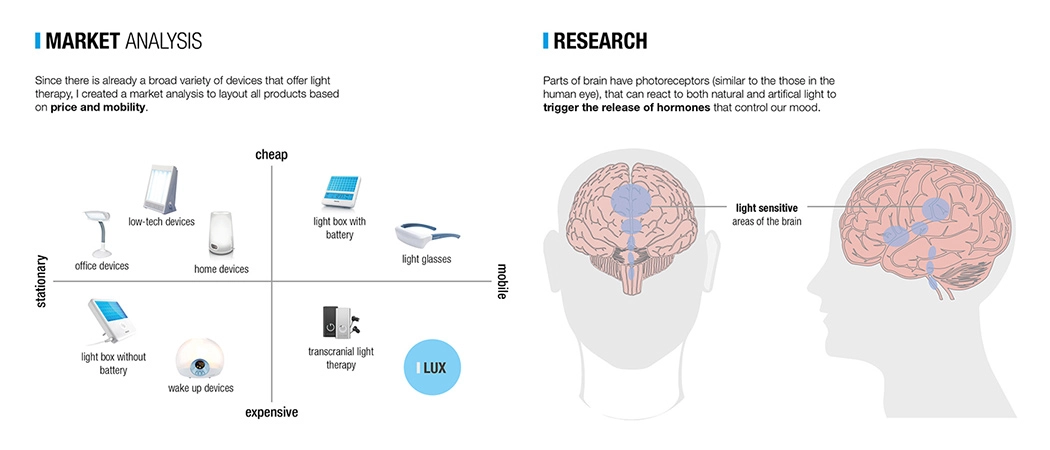 MARKET ANALYSIS
Since there is already a broad variety of devices that offer light
therapy, I created a market analysis to layout all products based
on price and mobility.
cheap
low-tech devices
light box with
battery
office devices
home devices
light glasses
stationary
mobile
light box without
battery
wake up devices
transcranial light
therapy
LUX
expensive
RESEARCH
Parts of brain have photoreceptors (similar to the those in the
human eye), that can react to both natural and artifical light to
trigger the release of hormones that control our mood.
light sensitive
areas of the brain